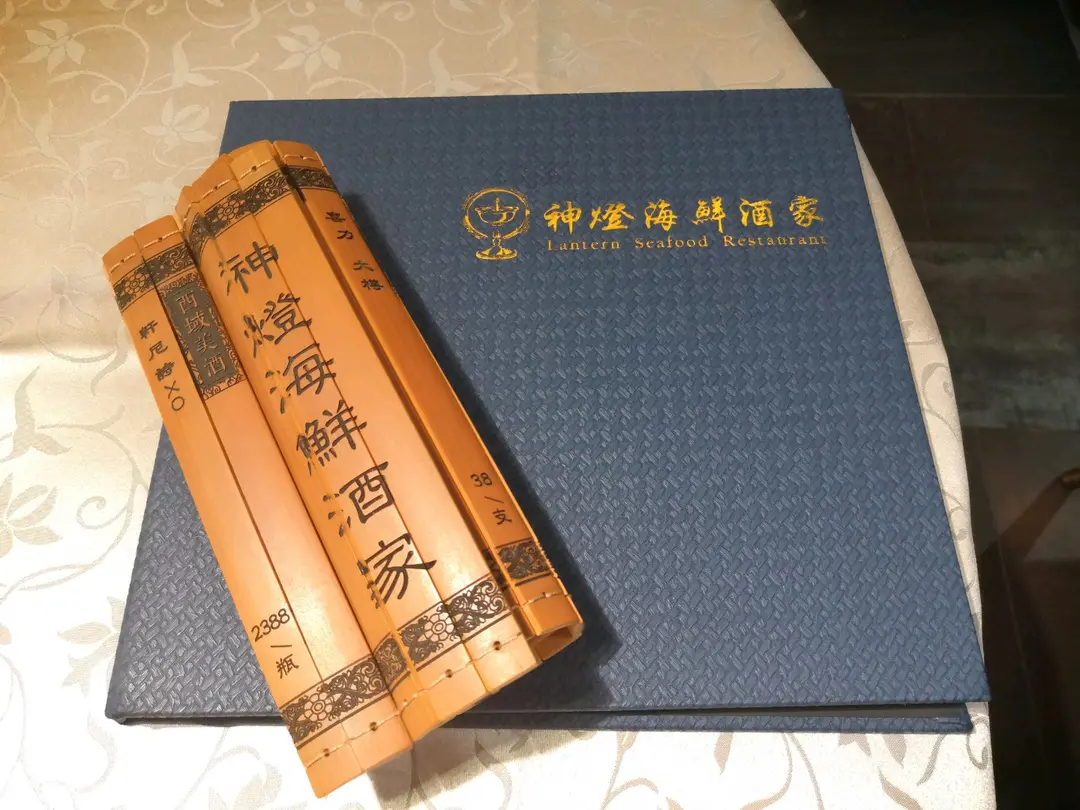 神燈海鮮酒家
Lantern Seafood Restaurant
神燈海鮮酒家
西域美酒
軒尼詩XO
2388/瓶
38/支